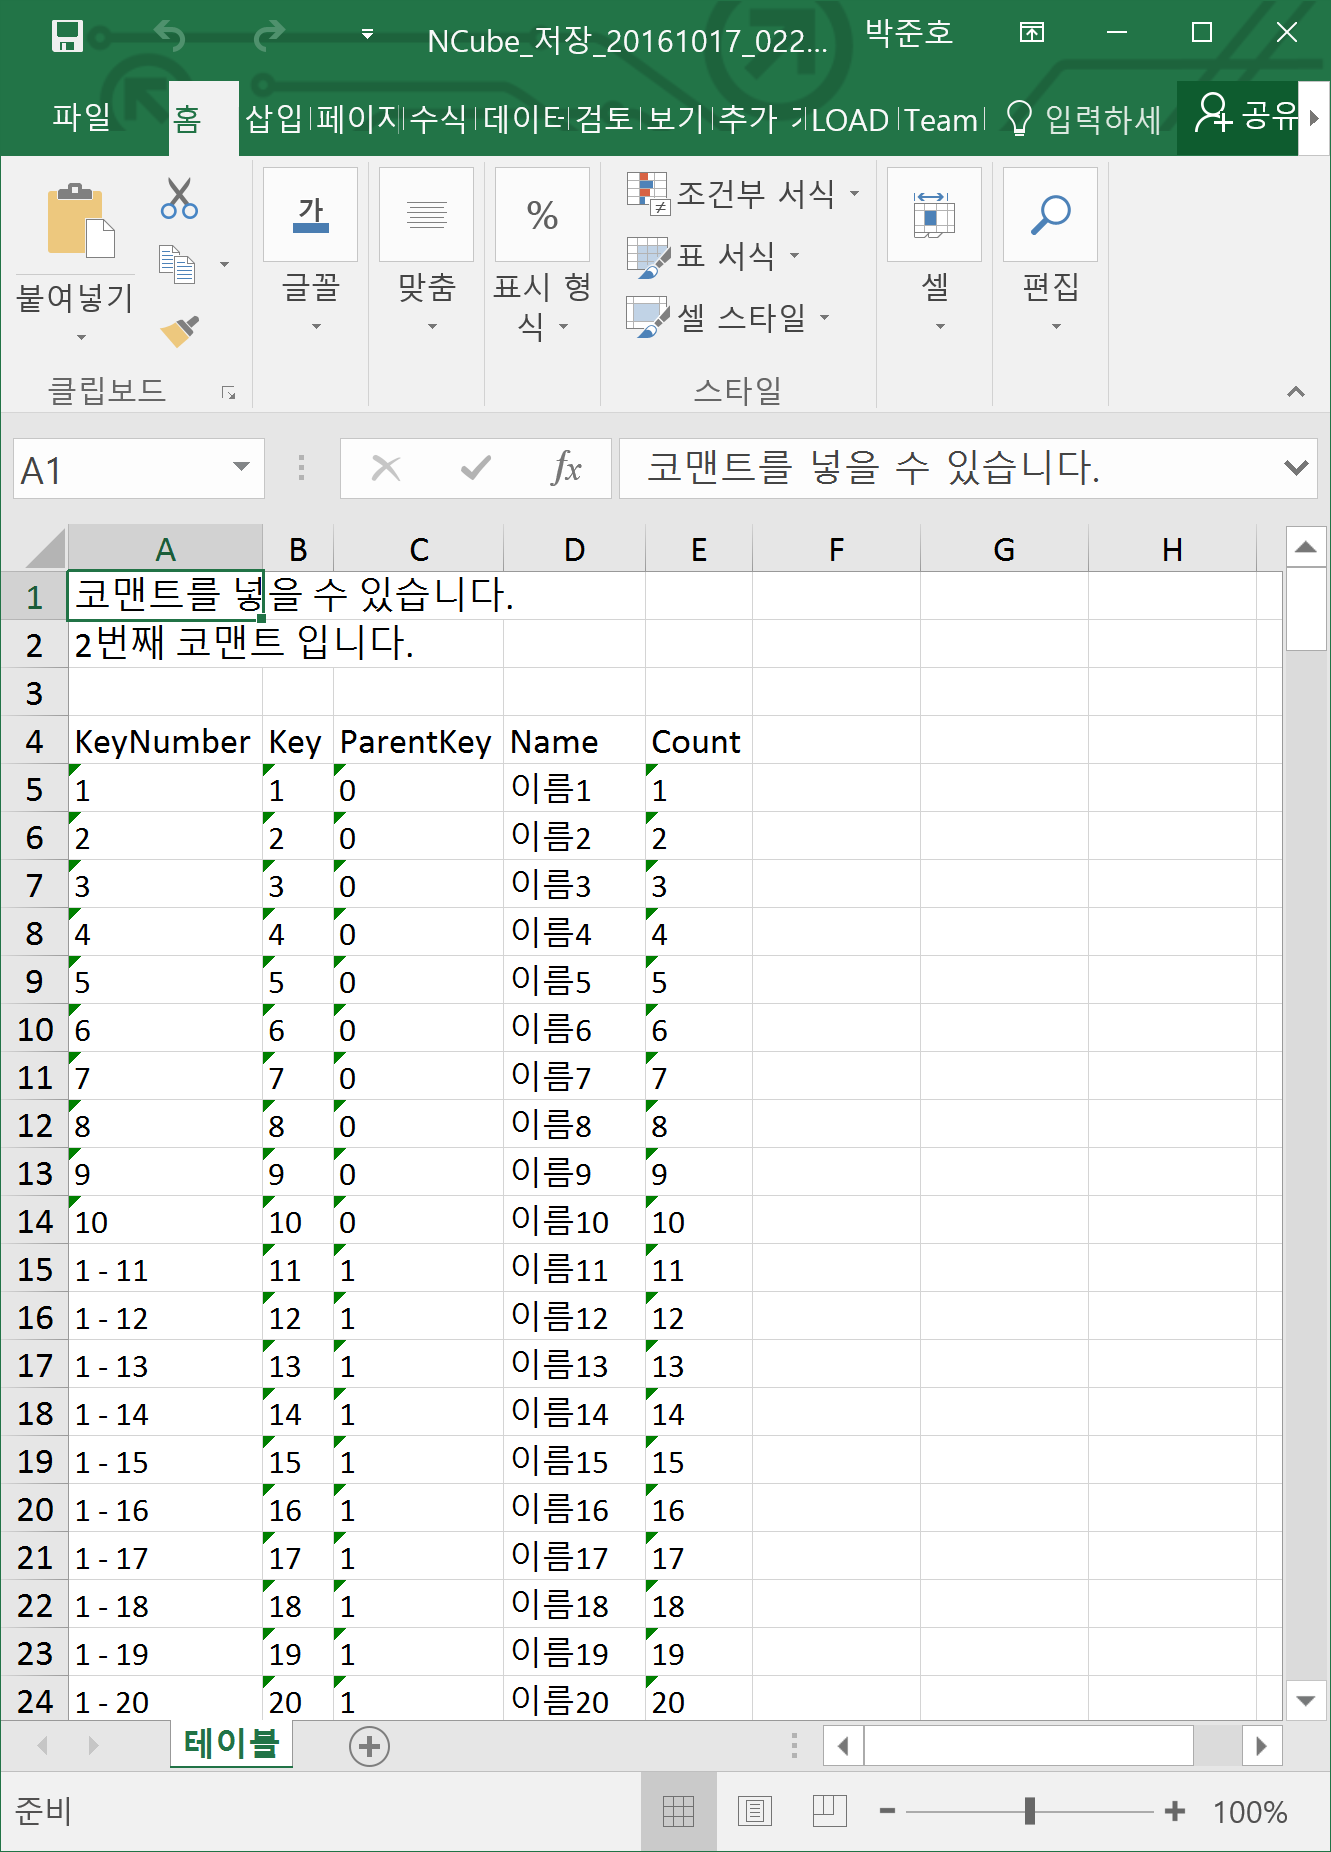 NCube_저장_20161017_022... 박준호
파일 홈 삽입 페이지 수식 데이터 검토 보기 추가 LOAD Team 입력하세 공유
붙여넣기
클립보드
가
글꼴
맞춤
%
표시 형
식
조건부 서식
표 서식
셀 스타일
스타일
셀
편집
A1 fx 코맨트를 넣을 수 있습니다.
A B C D E F G H
1 코맨트를 넣을 수 있습니다.
2 2번째 코맨트 입니다.
3
4 KeyNumber Key ParentKey Name Count
5 1 1 0 이름1 1
6 2 2 0 이름2 2
7 3 3 0 이름3 3
8 4 4 0 이름4 4
9 5 5 0 이름5 5
10 6 6 0 이름6 6
11 7 7 0 이름7 7
12 8 8 0 이름8 8
13 9 9 0 이름9 9
14 10 10 0 이름10 10
15 1 - 11 11 1 이름11 11
16 1 - 12 12 1 이름12 12
17 1 - 13 13 1 이름13 13
18 1 - 14 14 1 이름14 14
19 1 - 15 15 1 이름15 15
20 1 - 16 16 1 이름16 16
21 1 - 17 17 1 이름17 17
22 1 - 18 18 1 이름18 18
23 1 - 19 19 1 이름19 19
24 1 - 20 20 1 이름20 20
테이블
준비 100%